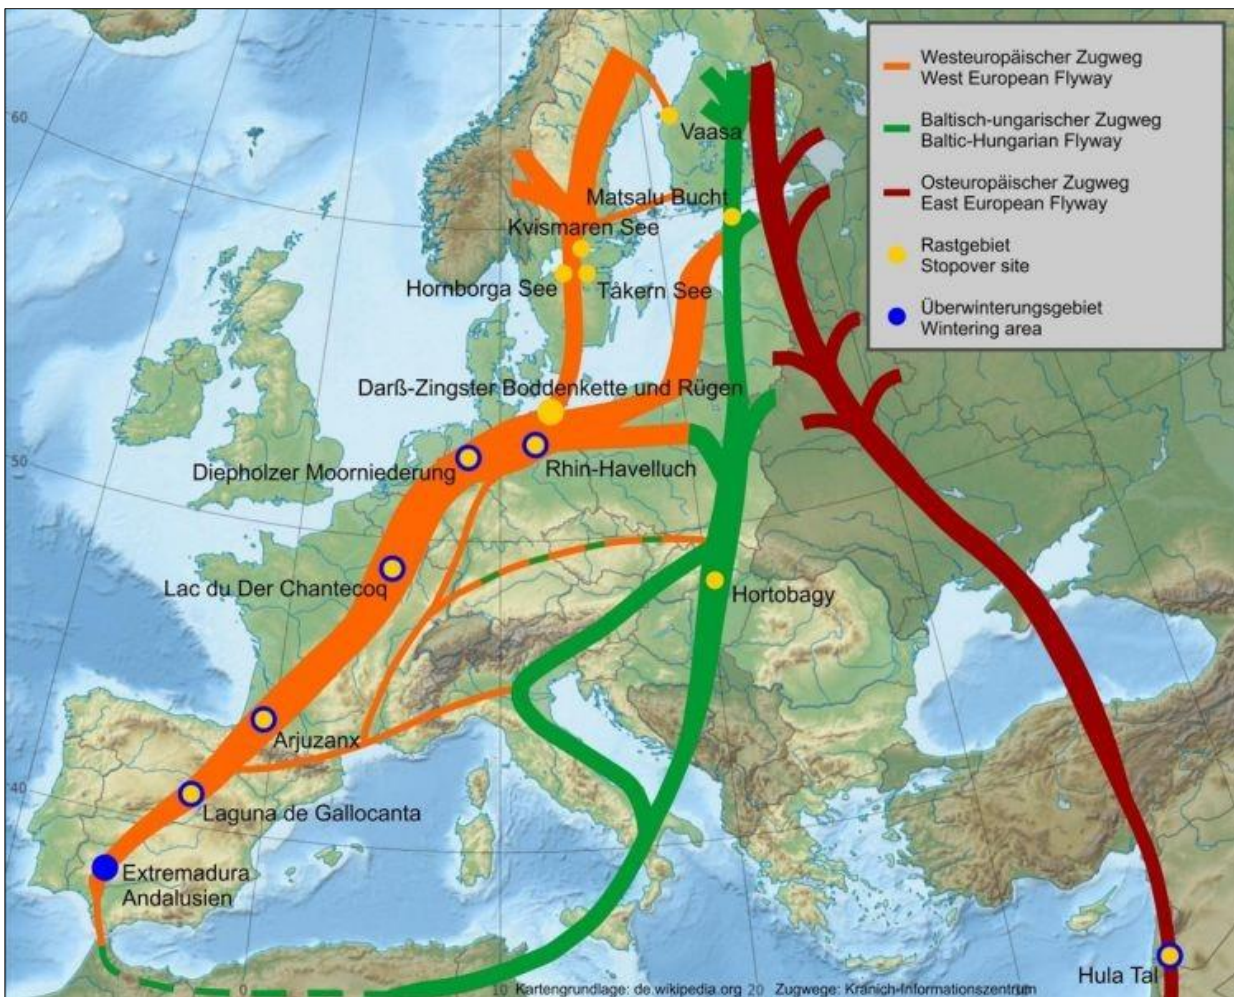 Westeuropäischer Zugweg
West European Flyway
Baltisch-ungarischer Zugweg
Baltic-Hungarian Flyway
Osteuropäischer Zugweg
East European Flyway
Rastgebiet
Stopover site
Überwinterungsgebiet
Wintering area
60
Vaasa
Matsalu Bucht
Kvismaren See
Hornborga See
Tåkern See
Darß-Zingster Boddenkette und Rügen
50
Diepholzer Moorniederung
Rhin-Havelluch
Lac du Der Chantecoq
Hortobagy
Arjuzanx
40
Laguna de Gallocanta
Extremadura
Andalusien
Hula Tal
0
10
Kartengrundlage: de.wikipedia.org
20
Zugwege: Kranich-Informationszentrum